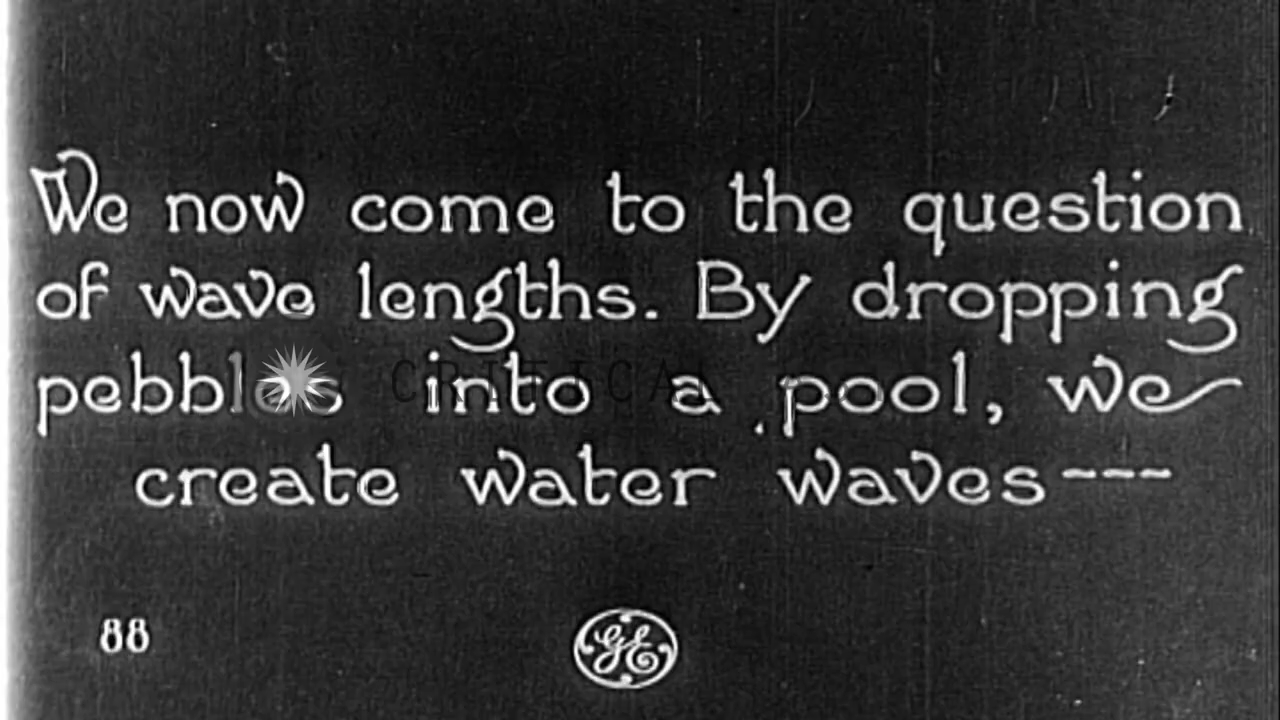 We now come to the question
of wave lengths. By dropping
pebbles into a pool, we
create water waves---
88
GE
CRITICAL